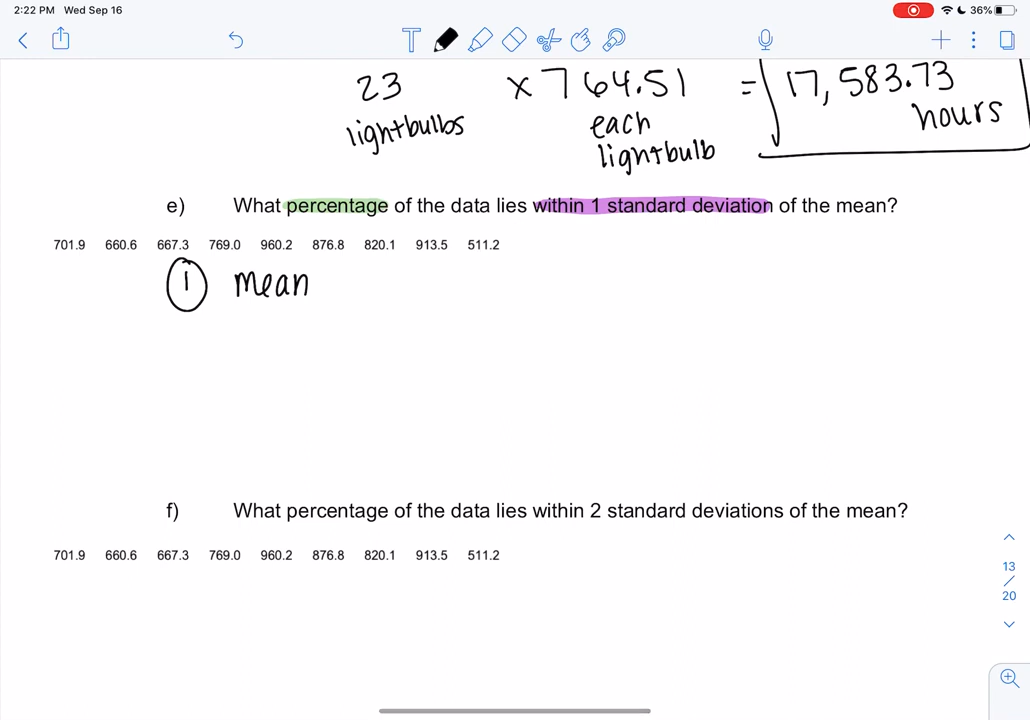 2:22 PM Wed Sep 16
36%
T
23 x 764.51 = 17,583.73
lightbulbs each hours
lightbulb
e) What percentage of the data lies within 1 standard deviation of the mean?
701.9 660.6 667.3 769.0 960.2 876.8 820.1 913.5 511.2
1 mean
f) What percentage of the data lies within 2 standard deviations of the mean?
701.9 660.6 667.3 769.0 960.2 876.8 820.1 913.5 511.2
13
/
20